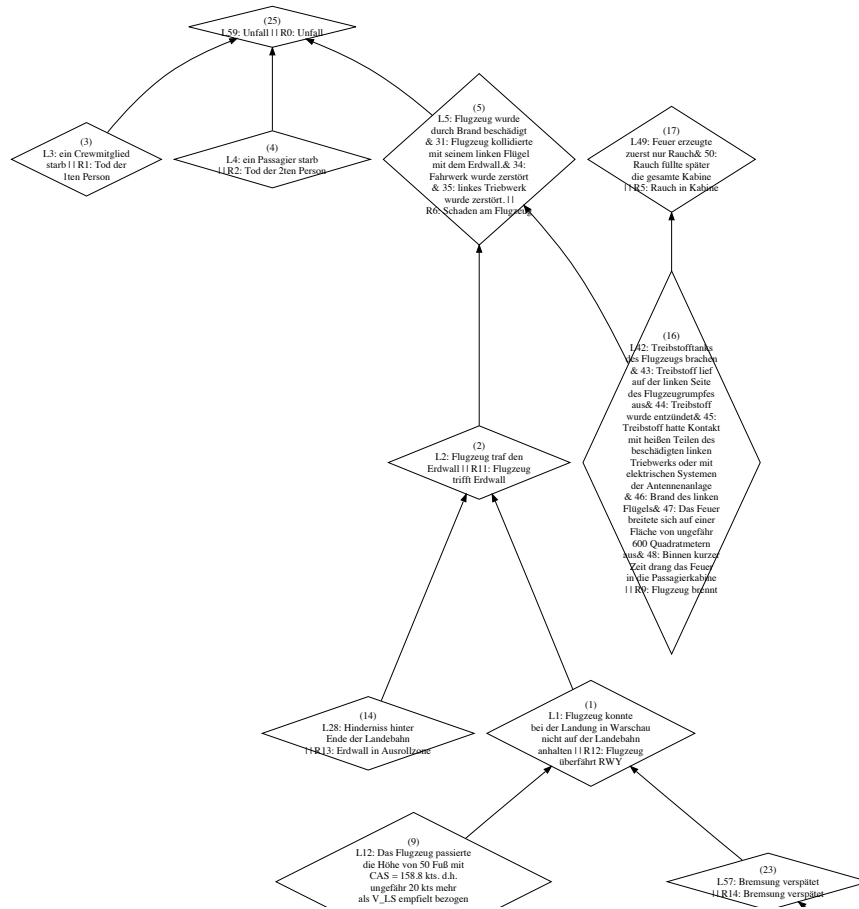 (25)
L59: Unfall || R0: Unfall
(3)
L3: ein Crewmitglied
starb || R1: Tod der
1ten Person
(4)
L4: ein Passagier starb
|| R2: Tod der 2ten Person
(5)
L5: Flugzeug wurde
durch Brand beschädigt
& 31: Flugzeug kollidierte
mit seinem linken Flügel
mit dem Erdwall.& 34:
Fahrwerk wurde zerstört
& 35: linkes Triebwerk
wurde zerstört. ||
R6: Schaden am Flugzeug
(17)
L49: Feuer erzeugte
zuerst nur Rauch& 50:
Rauch füllte später
die gesamte Kabine
|| R5: Rauch in Kabine
(16)
L42: Treibstofftanks
des Flugzeugs brachen
& 43: Treibstoff lief
auf der linken Seite
des Flugzeugrumpfes
aus& 44: Treibstoff
wurde entzündet& 45:
Treibstoff hatte Kontakt
mit heißen Teilen des
beschädigten linken
Triebwerks oder mit
elektrischen Systemen
der Antennenanlage
& 46: Brand des linken
Flügels& 47: Das Feuer
breitete sich auf einer
Fläche von ungefähr
600 Quadratmetern
aus& 48: Binnen kurzer
Zeit drang das Feuer
in die Passagierkabine
|| R9: Flugzeug brennt
(2)
L2: Flugzeug traf den
Erdwall || R11: Flugzeug
trifft Erdwall
(14)
L28: Hinderniss hinter
Ende der Landebahn
|| R13: Erdwall in Ausrollzone
(1)
L1: Flugzeug konnte
bei der Landung in Warschau
nicht auf der Landebahn
anhalten || R12: Flugzeug
überfährt RWY
(9)
L12: Das Flugzeug passierte
die Höhe von 50 Fuß mit
CAS = 158.8 kts. d.h.
ungefähr 20 kts mehr
als V_LS empfielt bezogen
(23)
L57: Bremsung verspätet
|| R14: Bremsung verspätet